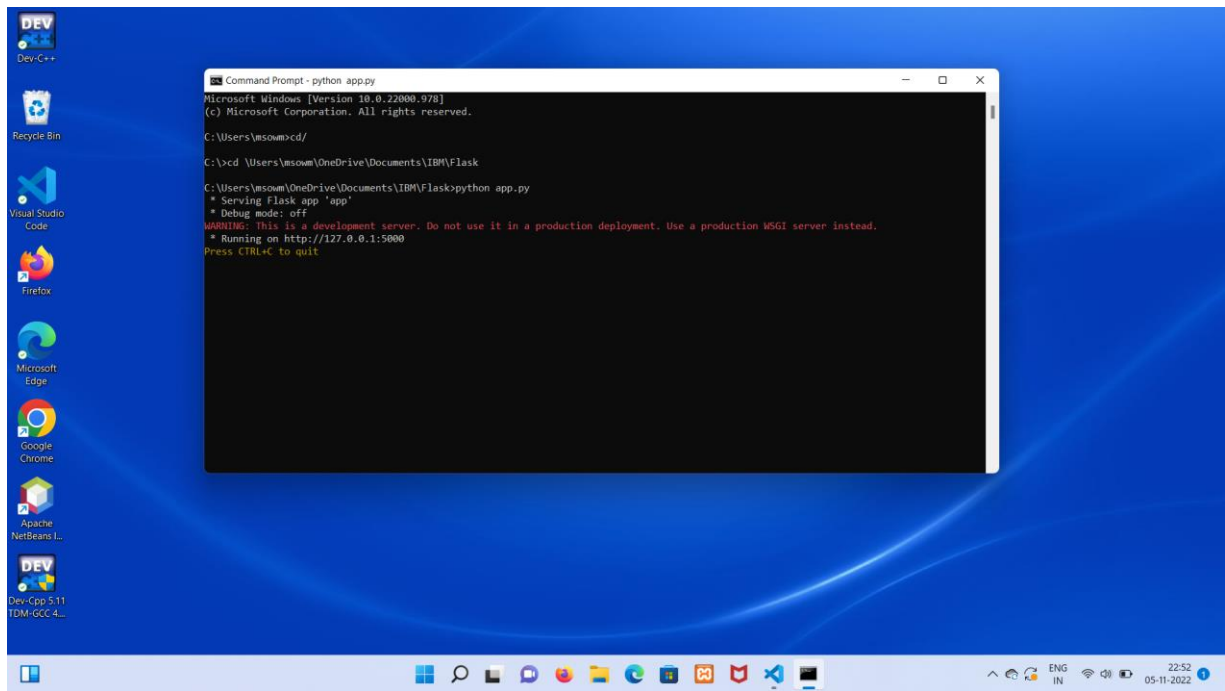 DEV
Dev-C++
Recycle Bin
Visual Studio
Code
Firefox
Microsoft
Edge
Google
Chrome
Apache
NetBeans I...
DEV
Dev-Cpp 5.11
TDM-GCC 4....
Command Prompt - python app.py
Microsoft Windows [Version 10.0.22000.978]
(c) Microsoft Corporation. All rights reserved.
C:\Users\msowm>cd/
C:\>cd \Users\msowm\OneDrive\Documents\IBM\Flask
C:\Users\msowm\OneDrive\Documents\IBM\Flask>python app.py
* Serving Flask app 'app'
* Debug mode: off
WARNING: This is a development server. Do not use it in a production deployment. Use a production WSGI server instead.
* Running on http://127.0.0.1:5000
Press CTRL+C to quit
ENG
IN
22:52
05-11-2022
1